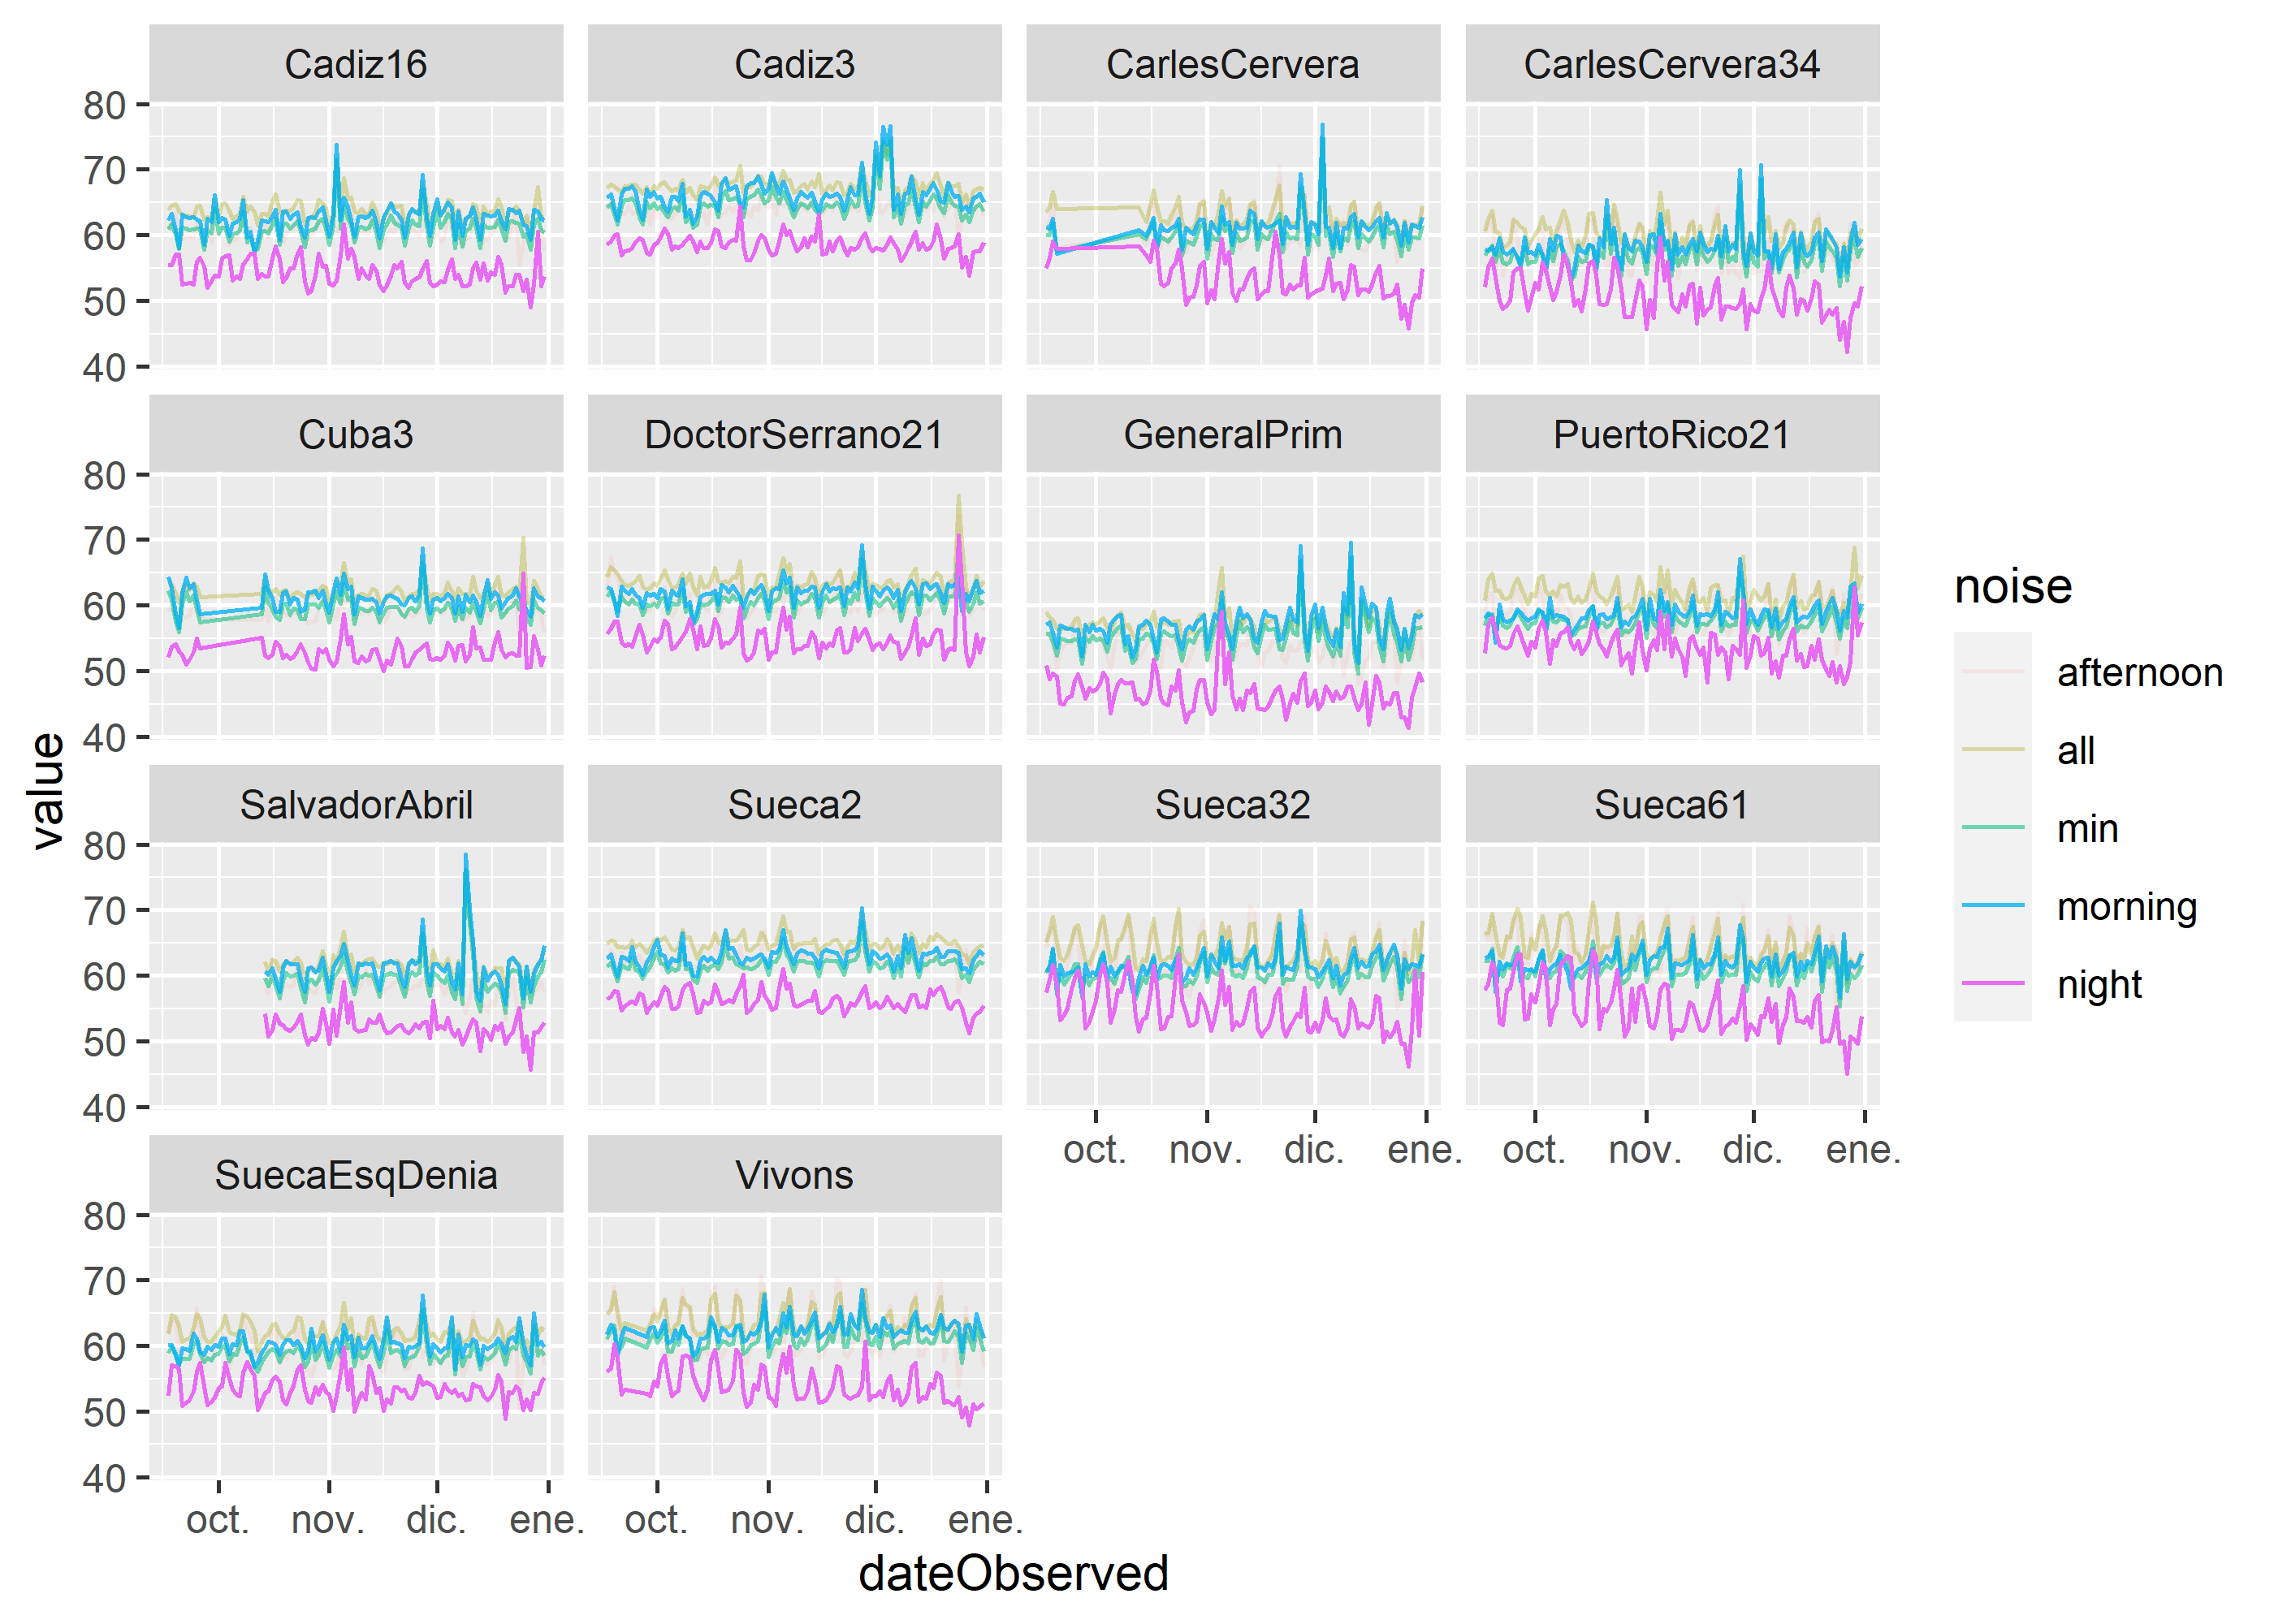 Cadiz16 Cadiz3 CarlesCervera CarlesCervera34
80
70
60
50
40
Cuba3 DoctorSerrano21 GeneralPrim PuertoRico21
80
70
60
50
40
SalvadorAbril Sueca2 Sueca32 Sueca61
80
70
60
50
40
oct. nov. dic. ene. oct. nov. dic. ene.
SuecaEsqDenia Vivons
80
70
60
50
40
oct. nov. dic. ene. oct. nov. dic. ene.
dateObserved
value
noise
afternoon
all
min
morning
night